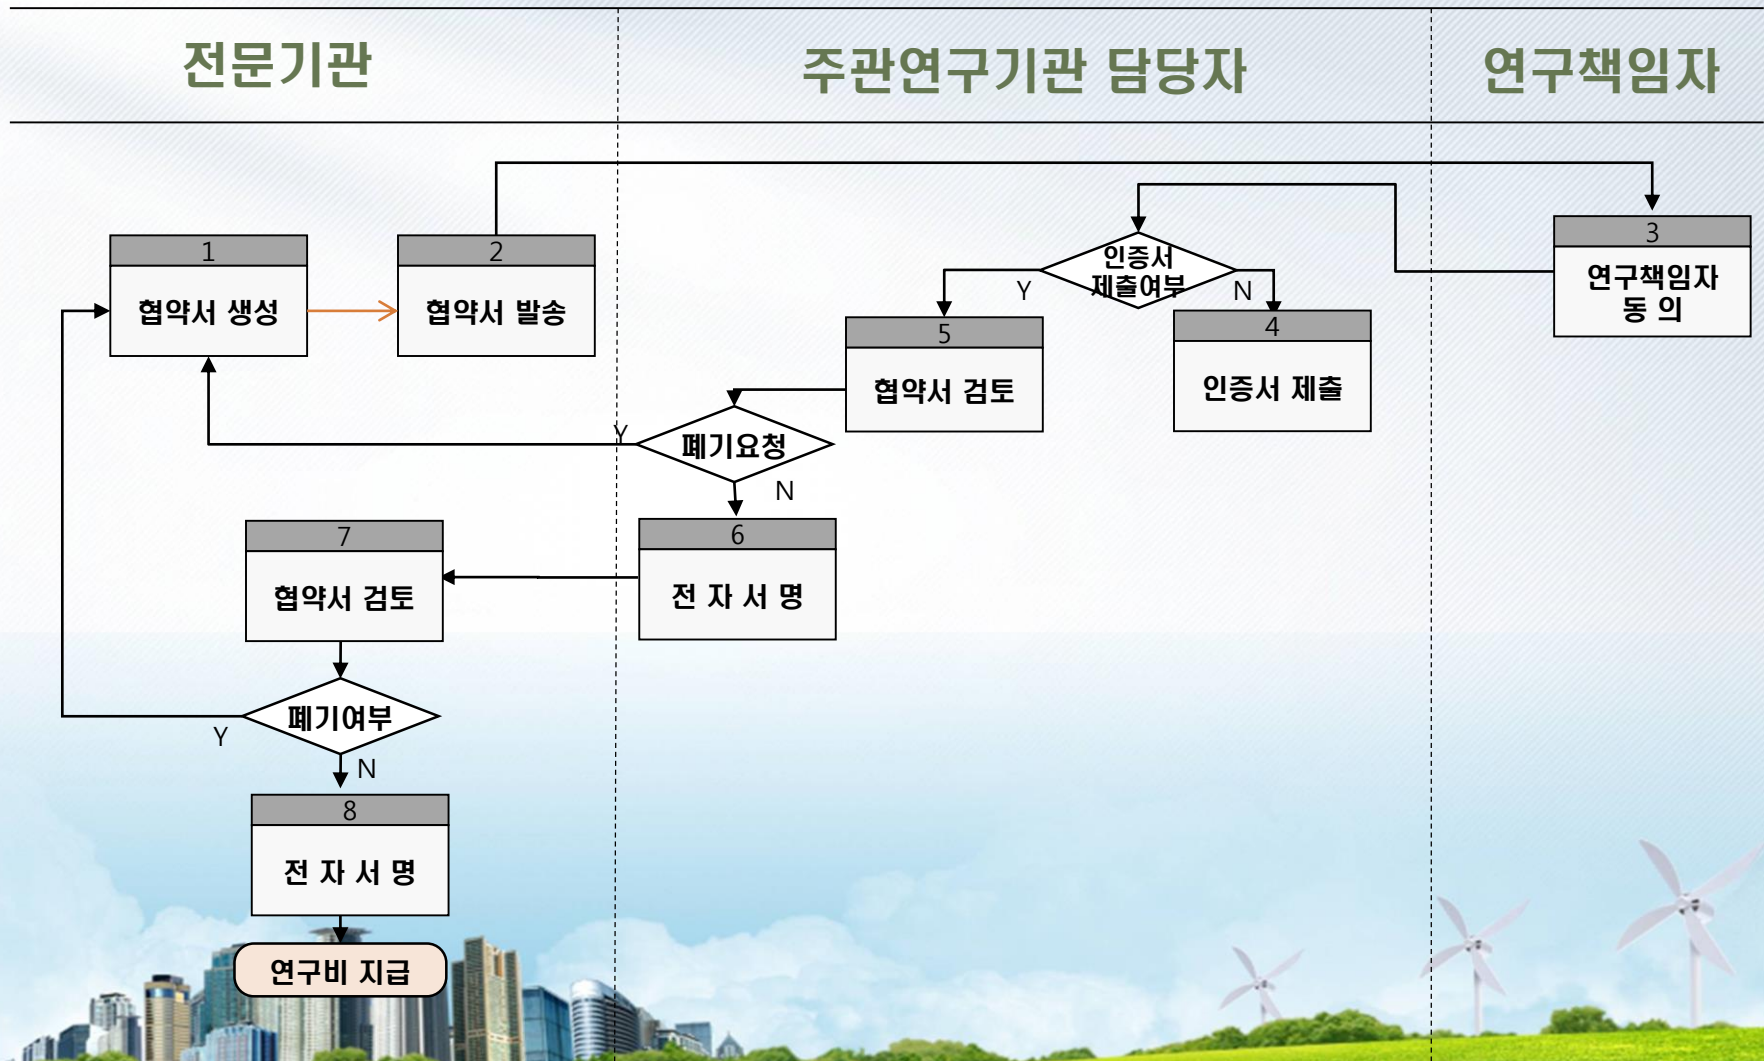 전문기관
주관연구기관 담당자
연구책임자
1
협약서 생성
2
협약서 발송
3
연구책임자
동 의
인증서
제출여부
Y
N
4
인증서 제출
5
협약서 검토
폐기요청
Y
N
6
전 자 서 명
7
협약서 검토
폐기여부
Y
N
8
전 자 서 명
연구비 지급